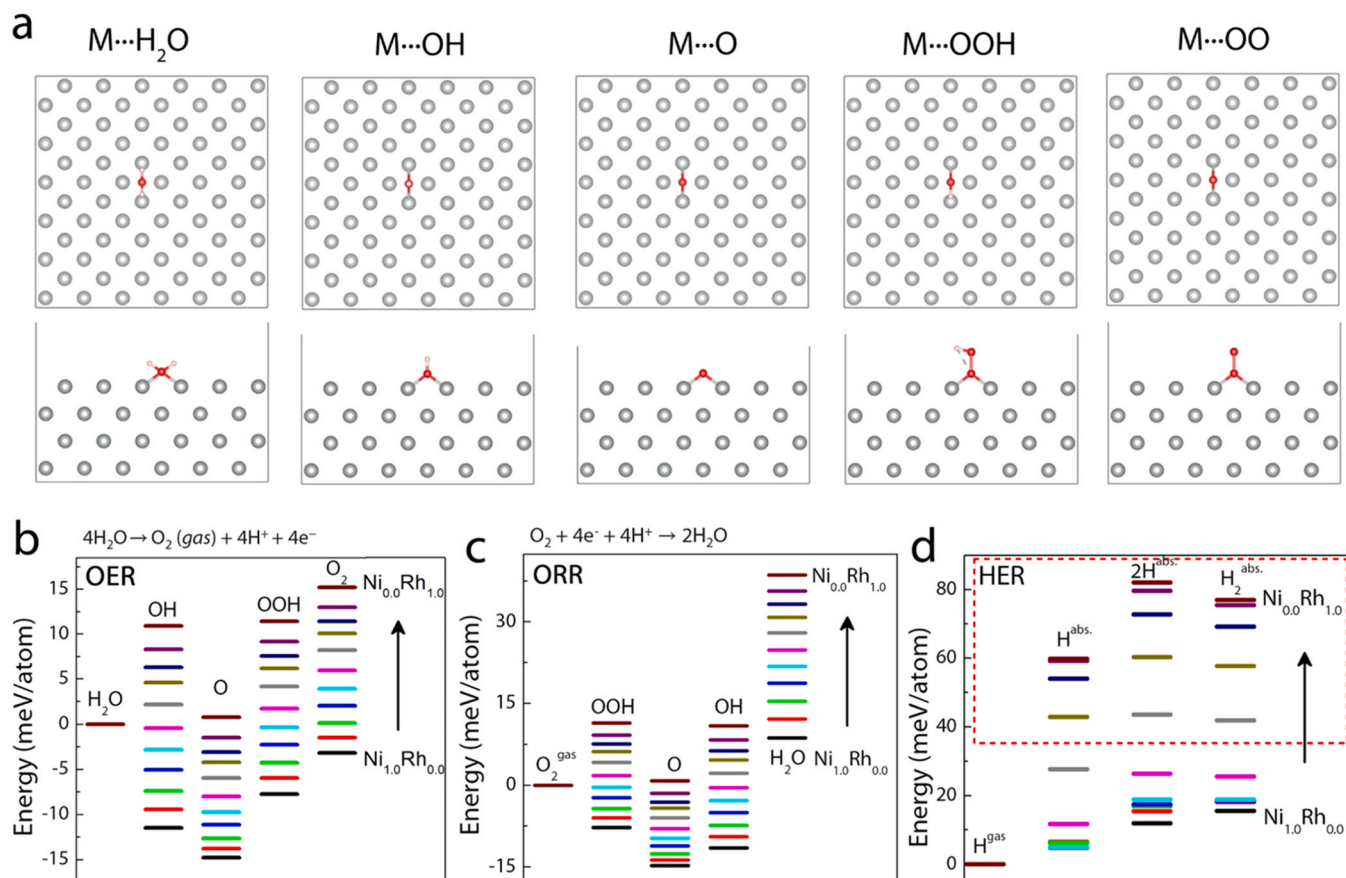 a
M···H₂O M···OH M···O M···OOH M···OO
b
4H₂O → O₂ (gas) + 4H⁺ + 4e⁻
OER
Energy (meV/atom)
15
10
5
0
-5
-10
-15
H₂O
OH
O
OOH
O₂
Ni₀.₀Rh₁.₀
Ni₁.₀Rh₀.₀
c
O₂ + 4e⁻ + 4H⁺ → 2H₂O
ORR
Energy (meV/atom)
30
15
0
-15
O₂ᵍᵃˢ
OOH
O
OH
H₂O
Ni₀.₀Rh₁.₀
Ni₁.₀Rh₀.₀
d
HER
Energy (meV/atom)
80
60
40
20
0
Hᵍᵃˢ
Hᵃᵇˢ·
2Hᵃᵇˢ·
H₂ᵃᵇˢ·
Ni₀.₀Rh₁.₀
Ni₁.₀Rh₀.₀